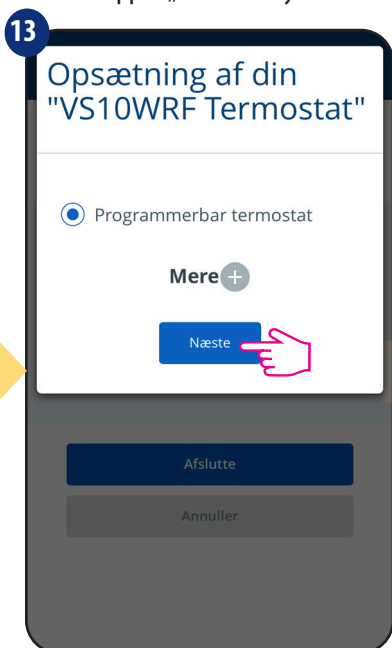 13
Opsætning af din
"VS10WRF Termostat"
Programmerbar termostat
Mere +
Næste
Afslutte
Annuller